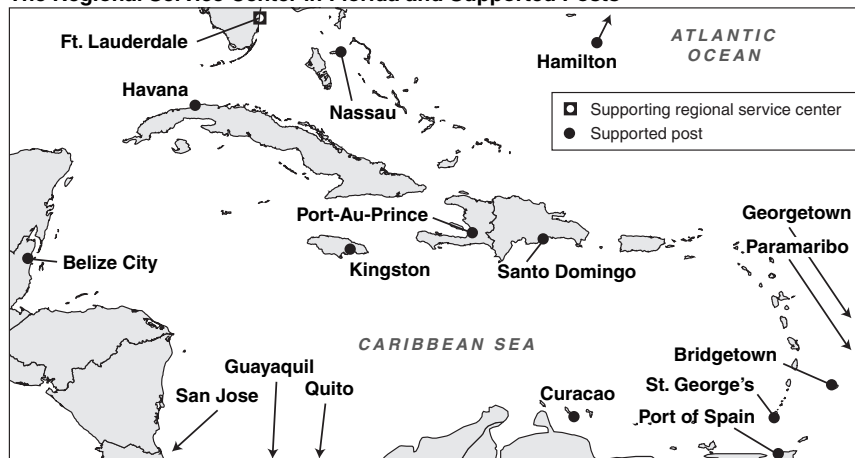 The Regional Service Center in Florida and Supported Posts
Ft. Lauderdale
ATLANTIC
OCEAN
Hamilton
Havana
Nassau
Supporting regional service center
Supported post
Port-Au-Prince
Georgetown
Paramaribo
Belize City
Kingston
Santo Domingo
CARIBBEAN SEA
Bridgetown
Guayaquil
St. George's
San Jose
Quito
Curacao
Port of Spain